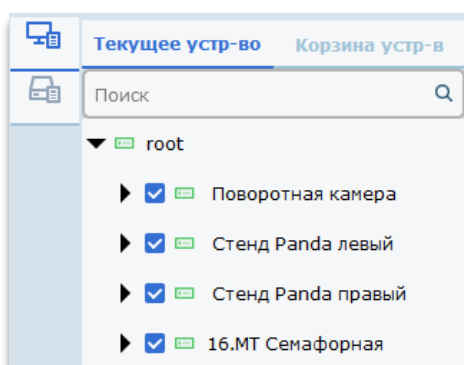 Текущее устр-во Корзина устр-в
Поиск
root
Поворотная камера
Стенд Panda левый
Стенд Panda правый
16.МТ Семафорная